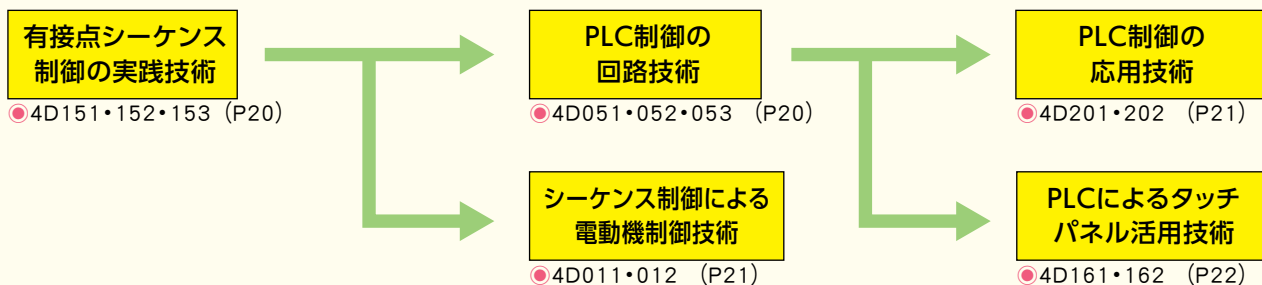 有接点シーケンス
制御の実践技術
◉4D151・152・153 (P20)
PLC制御の
回路技術
◉4D051・052・053 (P20)
PLC制御の
応用技術
◉4D201・202 (P21)
シーケンス制御による
電動機制御技術
◉4D011・012 (P21)
PLCによるタッチ
パネル活用技術
◉4D161・162 (P22)